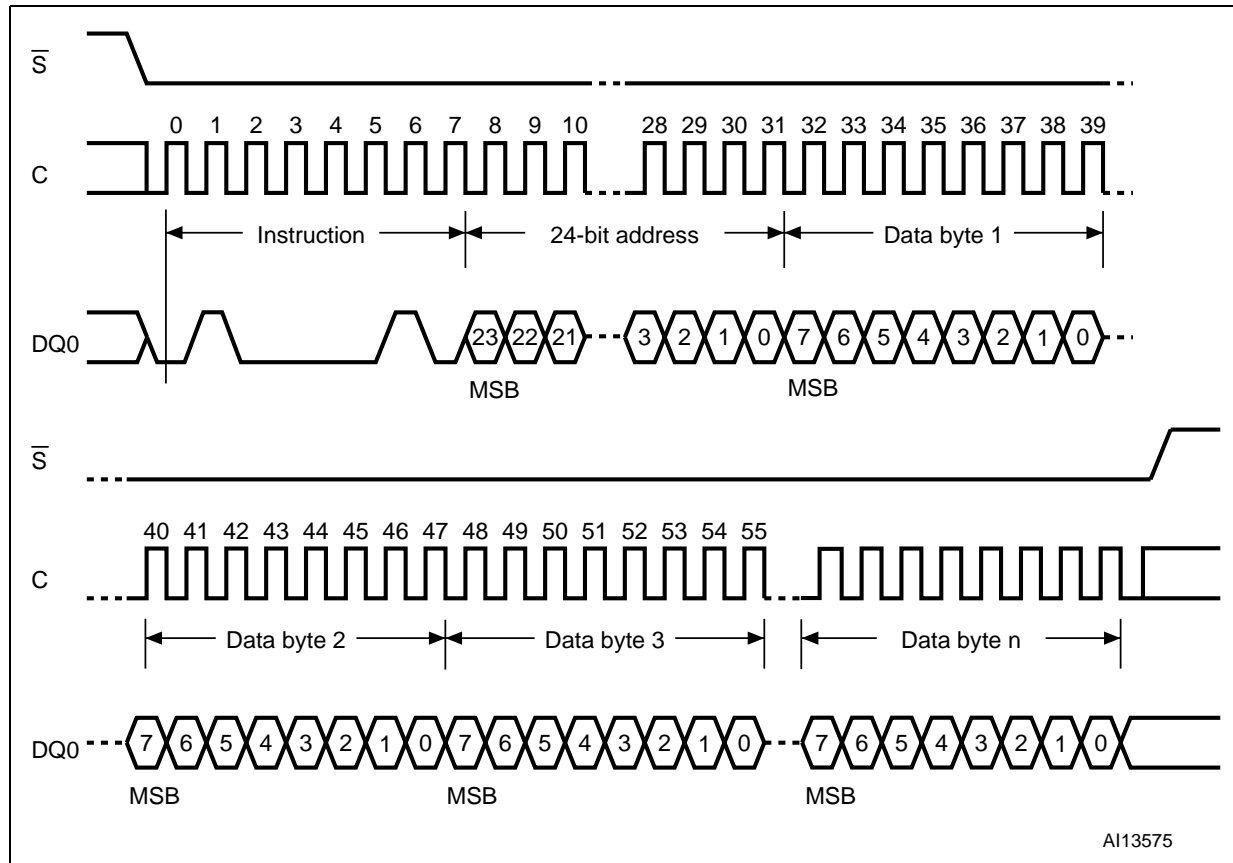 S
0 1 2 3 4 5 6 7 8 9 10 28 29 30 31 32 33 34 35 36 37 38 39
C
Instruction 24-bit address Data byte 1
DQ0 23 22 21 3 2 1 0 7 6 5 4 3 2 1 0
MSB MSB
S
40 41 42 43 44 45 46 47 48 49 50 51 52 53 54 55
C
Data byte 2 Data byte 3 Data byte n
DQ0 7 6 5 4 3 2 1 0 7 6 5 4 3 2 1 0 7 6 5 4 3 2 1 0
MSB MSB MSB
AI13575